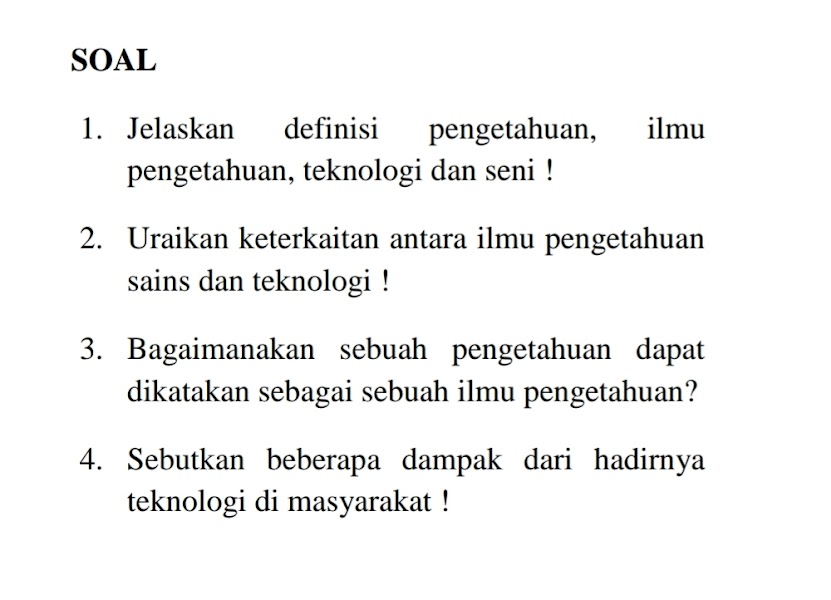 SOAL
1. Jelaskan definisi pengetahuan, ilmu
pengetahuan, teknologi dan seni !
2. Uraikan keterkaitan antara ilmu pengetahuan
sains dan teknologi !
3. Bagaimanakan sebuah pengetahuan dapat
dikatakan sebagai sebuah ilmu pengetahuan?
4. Sebutkan beberapa dampak dari hadirnya
teknologi di masyarakat !